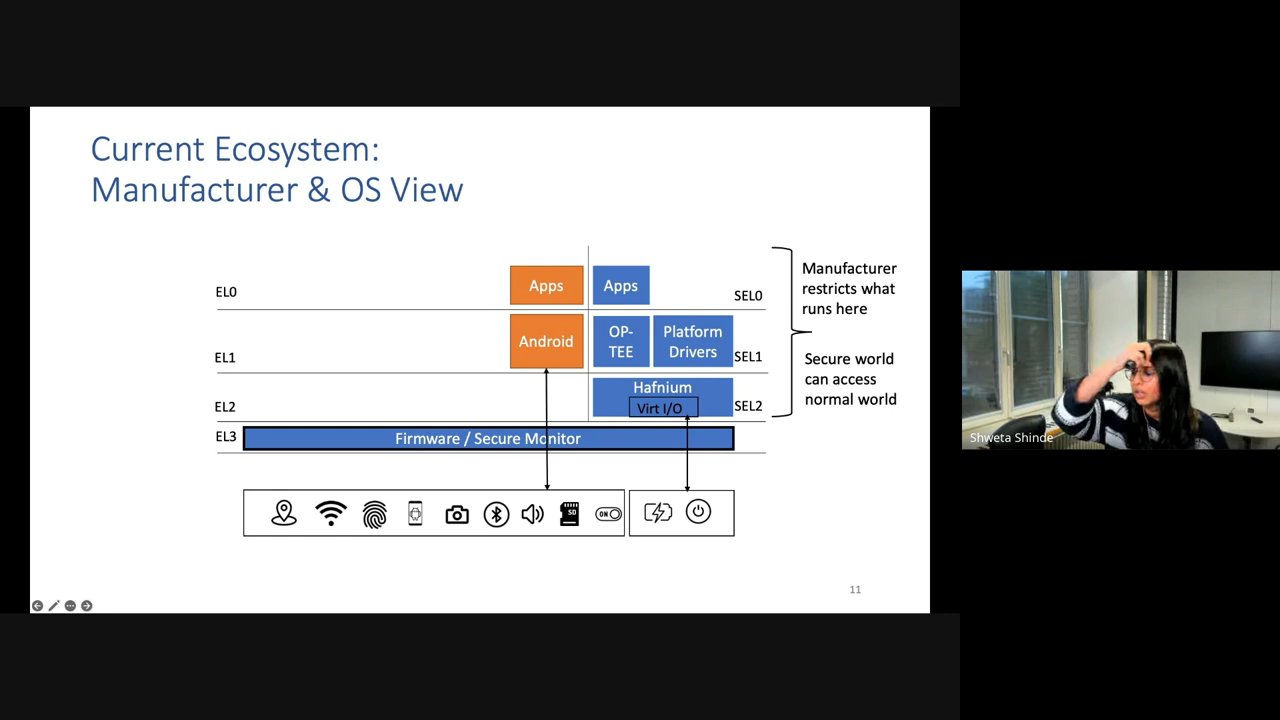 Current Ecosystem:
Manufacturer & OS View
EL0
Apps
Apps
SEL0
EL1
Android
OP-
TEE
Platform
Drivers
SEL1
EL2
Hafnium
Virt I/O
SEL2
EL3
Firmware / Secure Monitor
Manufacturer
restricts what
runs here
Secure world
can access
normal world
SD
ON
11
Shweta Shinde